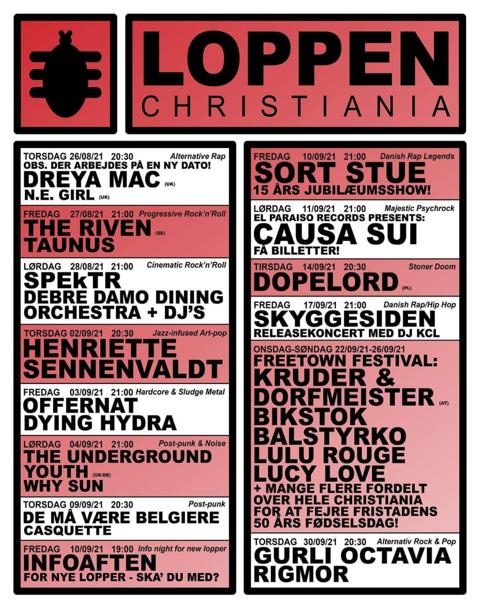 LOPPEN
CHRISTIANIA
TORSDAG 26/08/21 20:30 Alternative Rap
OBS. DER ARBEJDES PÅ EN NY DATO!
DREYA MAC (UK)
N.E. GIRL (UK)
FREDAG 27/08/21 21:00 Progressive Rock'n'Roll
THE RIVEN (SE)
TAUNUS
LØRDAG 28/08/21 21:00 Cinematic Rock'n'Roll
SPEkTR
DEBRE DAMO DINING
ORCHESTRA + DJ'S
TORSDAG 02/09/21 20:30 Jazz-infused Art-pop
HENRIETTE
SENNENVALDT
FREDAG 03/09/21 21:00 Hardcore & Sludge Metal
OFFERNAT
DYING HYDRA
LØRDAG 04/09/21 21:00 Post-punk & Noise
THE UNDERGROUND
YOUTH (UK/DE)
WHY SUN
TORSDAG 09/09/21 20:30 Post-punk
DE MÅ VÆRE BELGIERE
CASQUETTE
FREDAG 10/09/21 19:00 Info night for new lopper
INFOAFTEN
FOR NYE LOPPER - SKA' DU MED?
FREDAG 10/09/21 21:00 Danish Rap Legends
SORT STUE
15 ÅRS JUBILÆUMSSHOW!
LØRDAG 11/09/21 21:00 Majestic Psychrock
EL PARAISO RECORDS PRESENTS:
CAUSA SUI
FÅ BILLETTER!
TIRSDAG 14/09/21 20:30 Stoner Doom
DOPELORD (PL)
FREDAG 17/09/21 21:00 Danish Rap/Hip Hop
SKYGGESIDEN
RELEASEKONCERT MED DJ KCL
ONSDAG-SØNDAG 22/09/21-26/09/21
FREETOWN FESTIVAL:
KRUDER &
DORFMEISTER (AT)
BIKSTOK
BALSTYRKO
LULU ROUGE
LUCY LOVE
+ MANGE FLERE FORDELT
OVER HELE CHRISTIANIA
FOR AT FEJRE FRISTADENS
50 ÅRS FØDSELSDAG!
TORSDAG 30/09/21 20:30 Alternativ Rock & Pop
GURLI OCTAVIA
RIGMOR